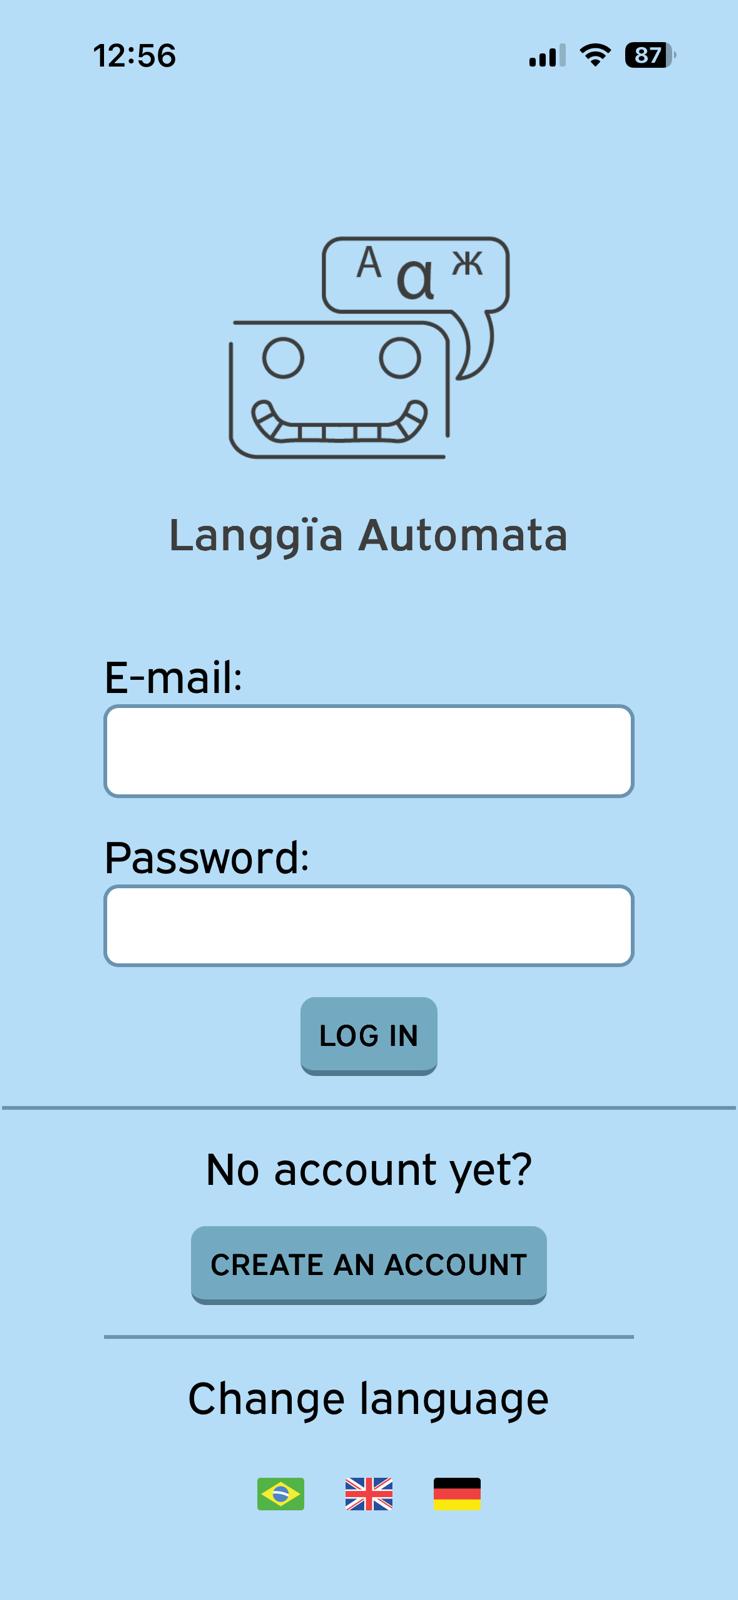 12:56
87
A α ж
Langgïa Automata
E-mail:
Password:
LOG IN
No account yet?
CREATE AN ACCOUNT
Change language